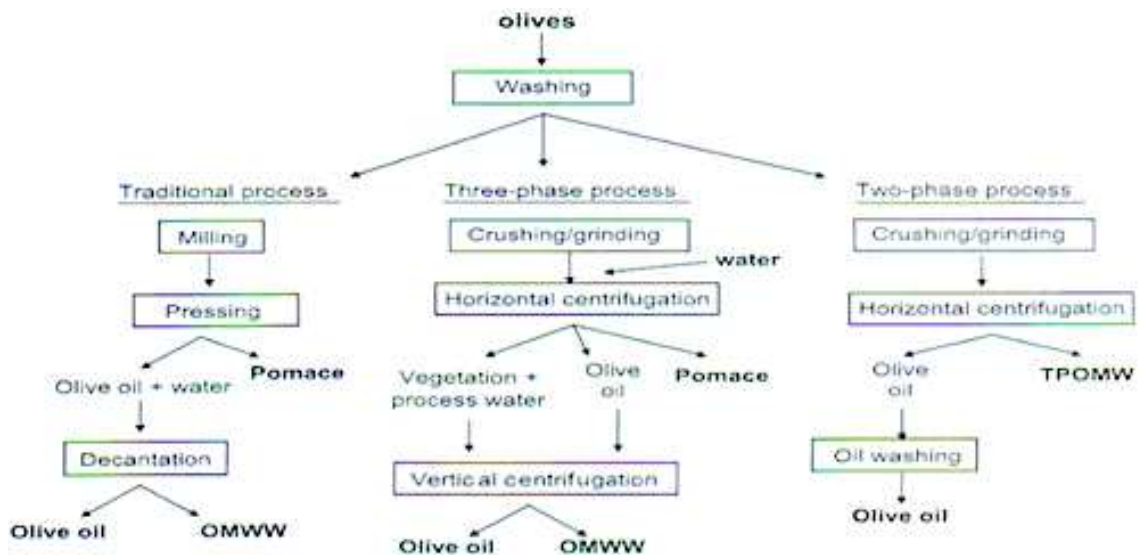 olives
Washing
Traditional process
Three-phase process
Two-phase process
Milling
Crushing/grinding
Crushing/grinding
water
Pressing
Horizontal centrifugation
Horizontal centrifugation
Olive oil + water
Pomace
Vegetation +
process water
Olive
oil
Pomace
Olive
oil
TPOMW
Decantation
Vertical centrifugation
Oil washing
Olive oil
OMWW
Olive oil
OMWW
Olive oil